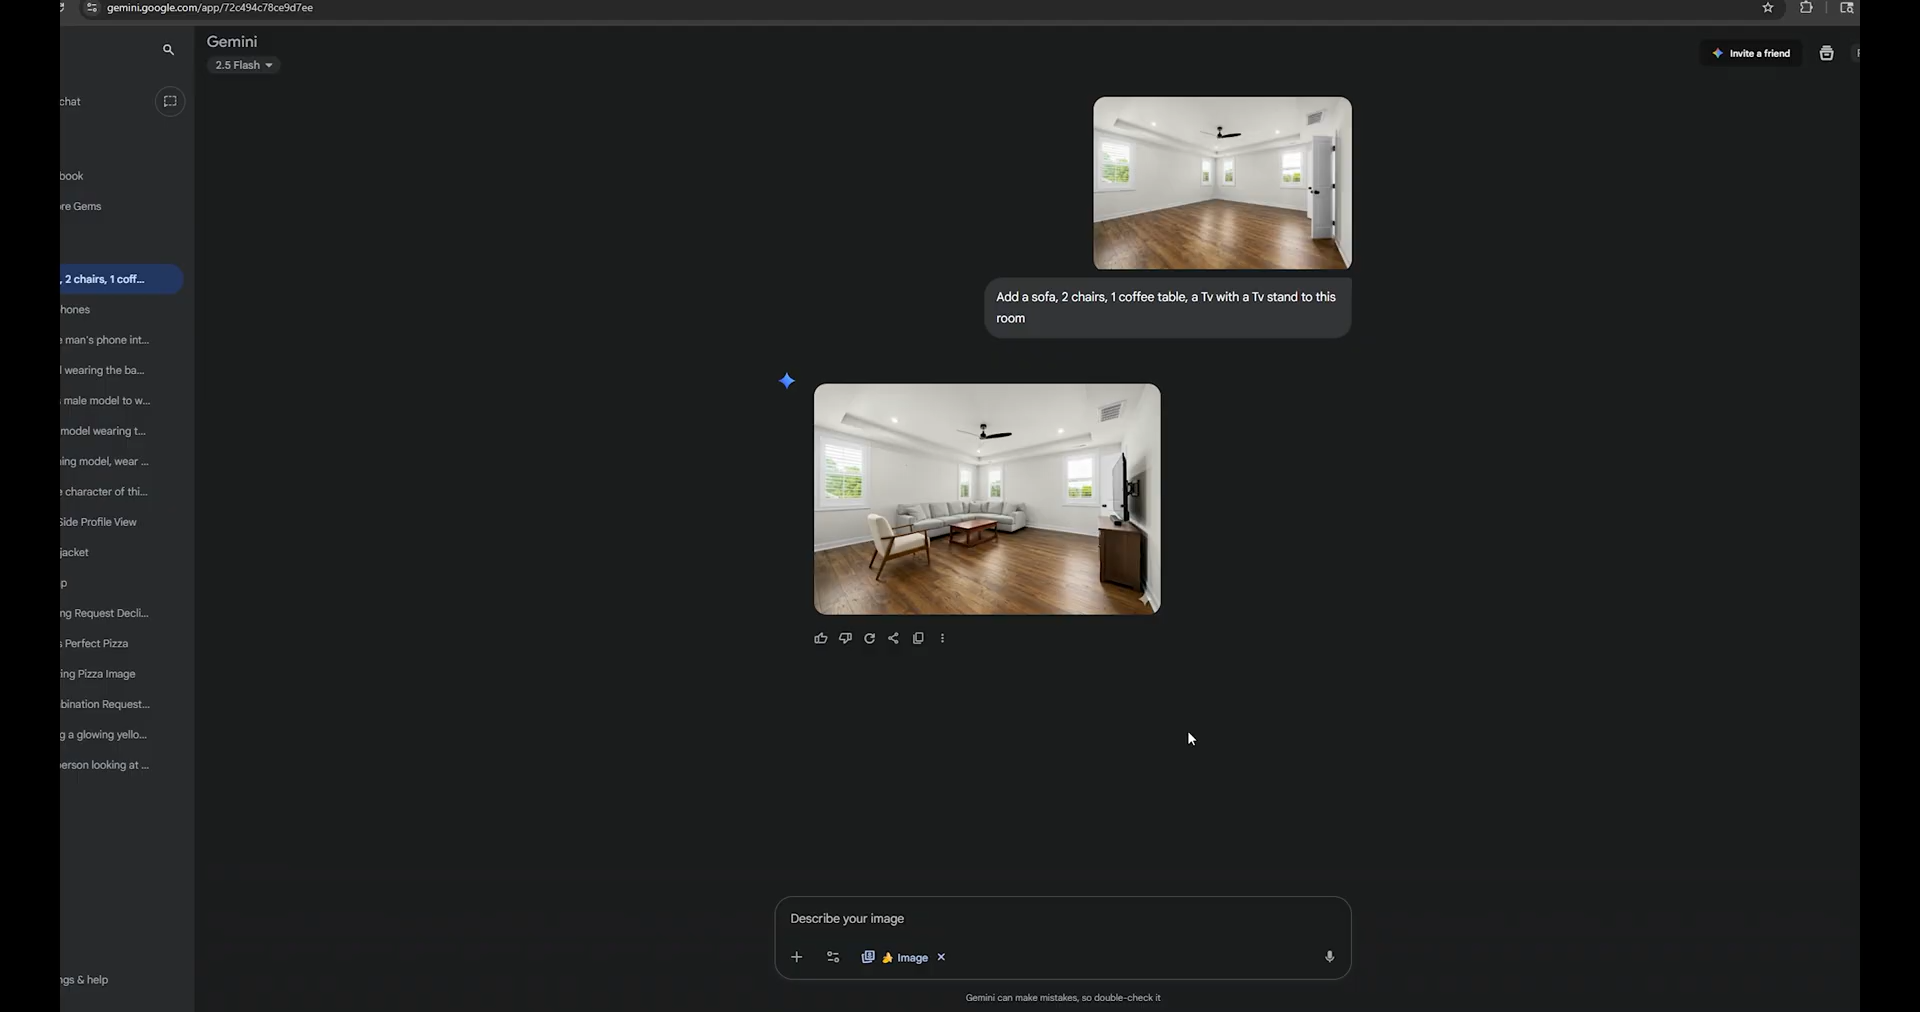 gemini.google.com/app/72c494c78ce9d7ee
Gemini
2.5 Flash
Invite a friend
chat
book
ore Gems
, 2 chairs, 1 coff...
hones
e man's phone int...
l wearing the ba...
s male model to w...
model wearing t...
ning model, wear ...
e character of thi...
Side Profile View
jacket
p
ng Request Decli...
s Perfect Pizza
ing Pizza Image
bination Request...
g a glowing yello...
erson looking at ...
ngs & help
Add a sofa, 2 chairs, 1 coffee table, a Tv with a Tv stand to this
room
Describe your image
Image
Gemini can make mistakes, so double-check it